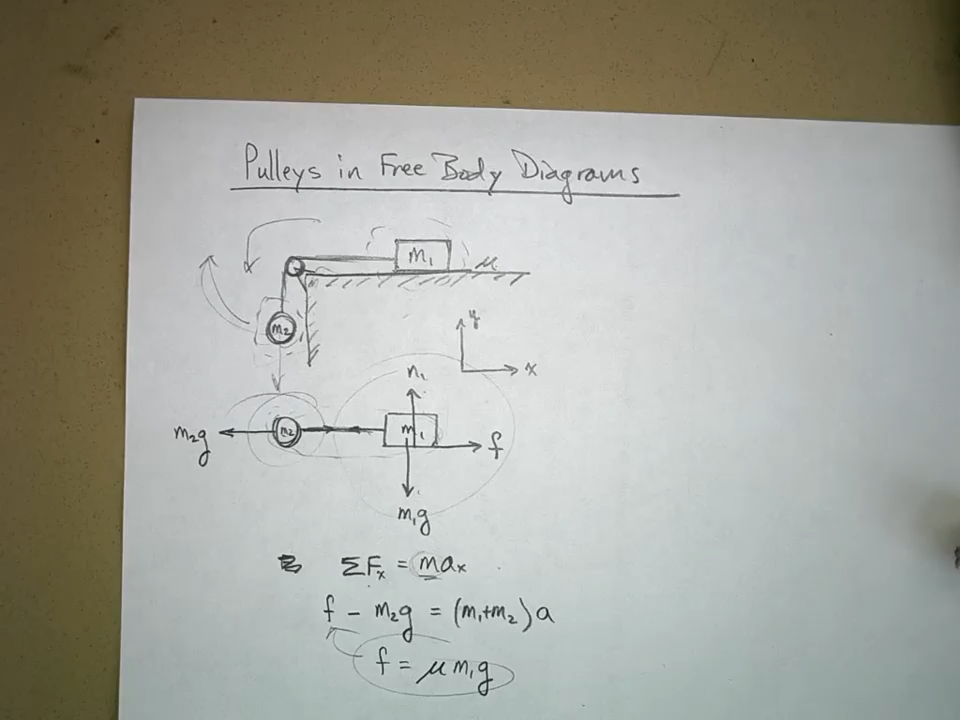 Pulleys in Free Body Diagrams
m₁
μ
m₂
y
x
n₁
m₂g
m₂
m₁
f
m₁g
ΣFₓ = maₓ
f - m₂g = (m₁+m₂)a
f = μm₁g